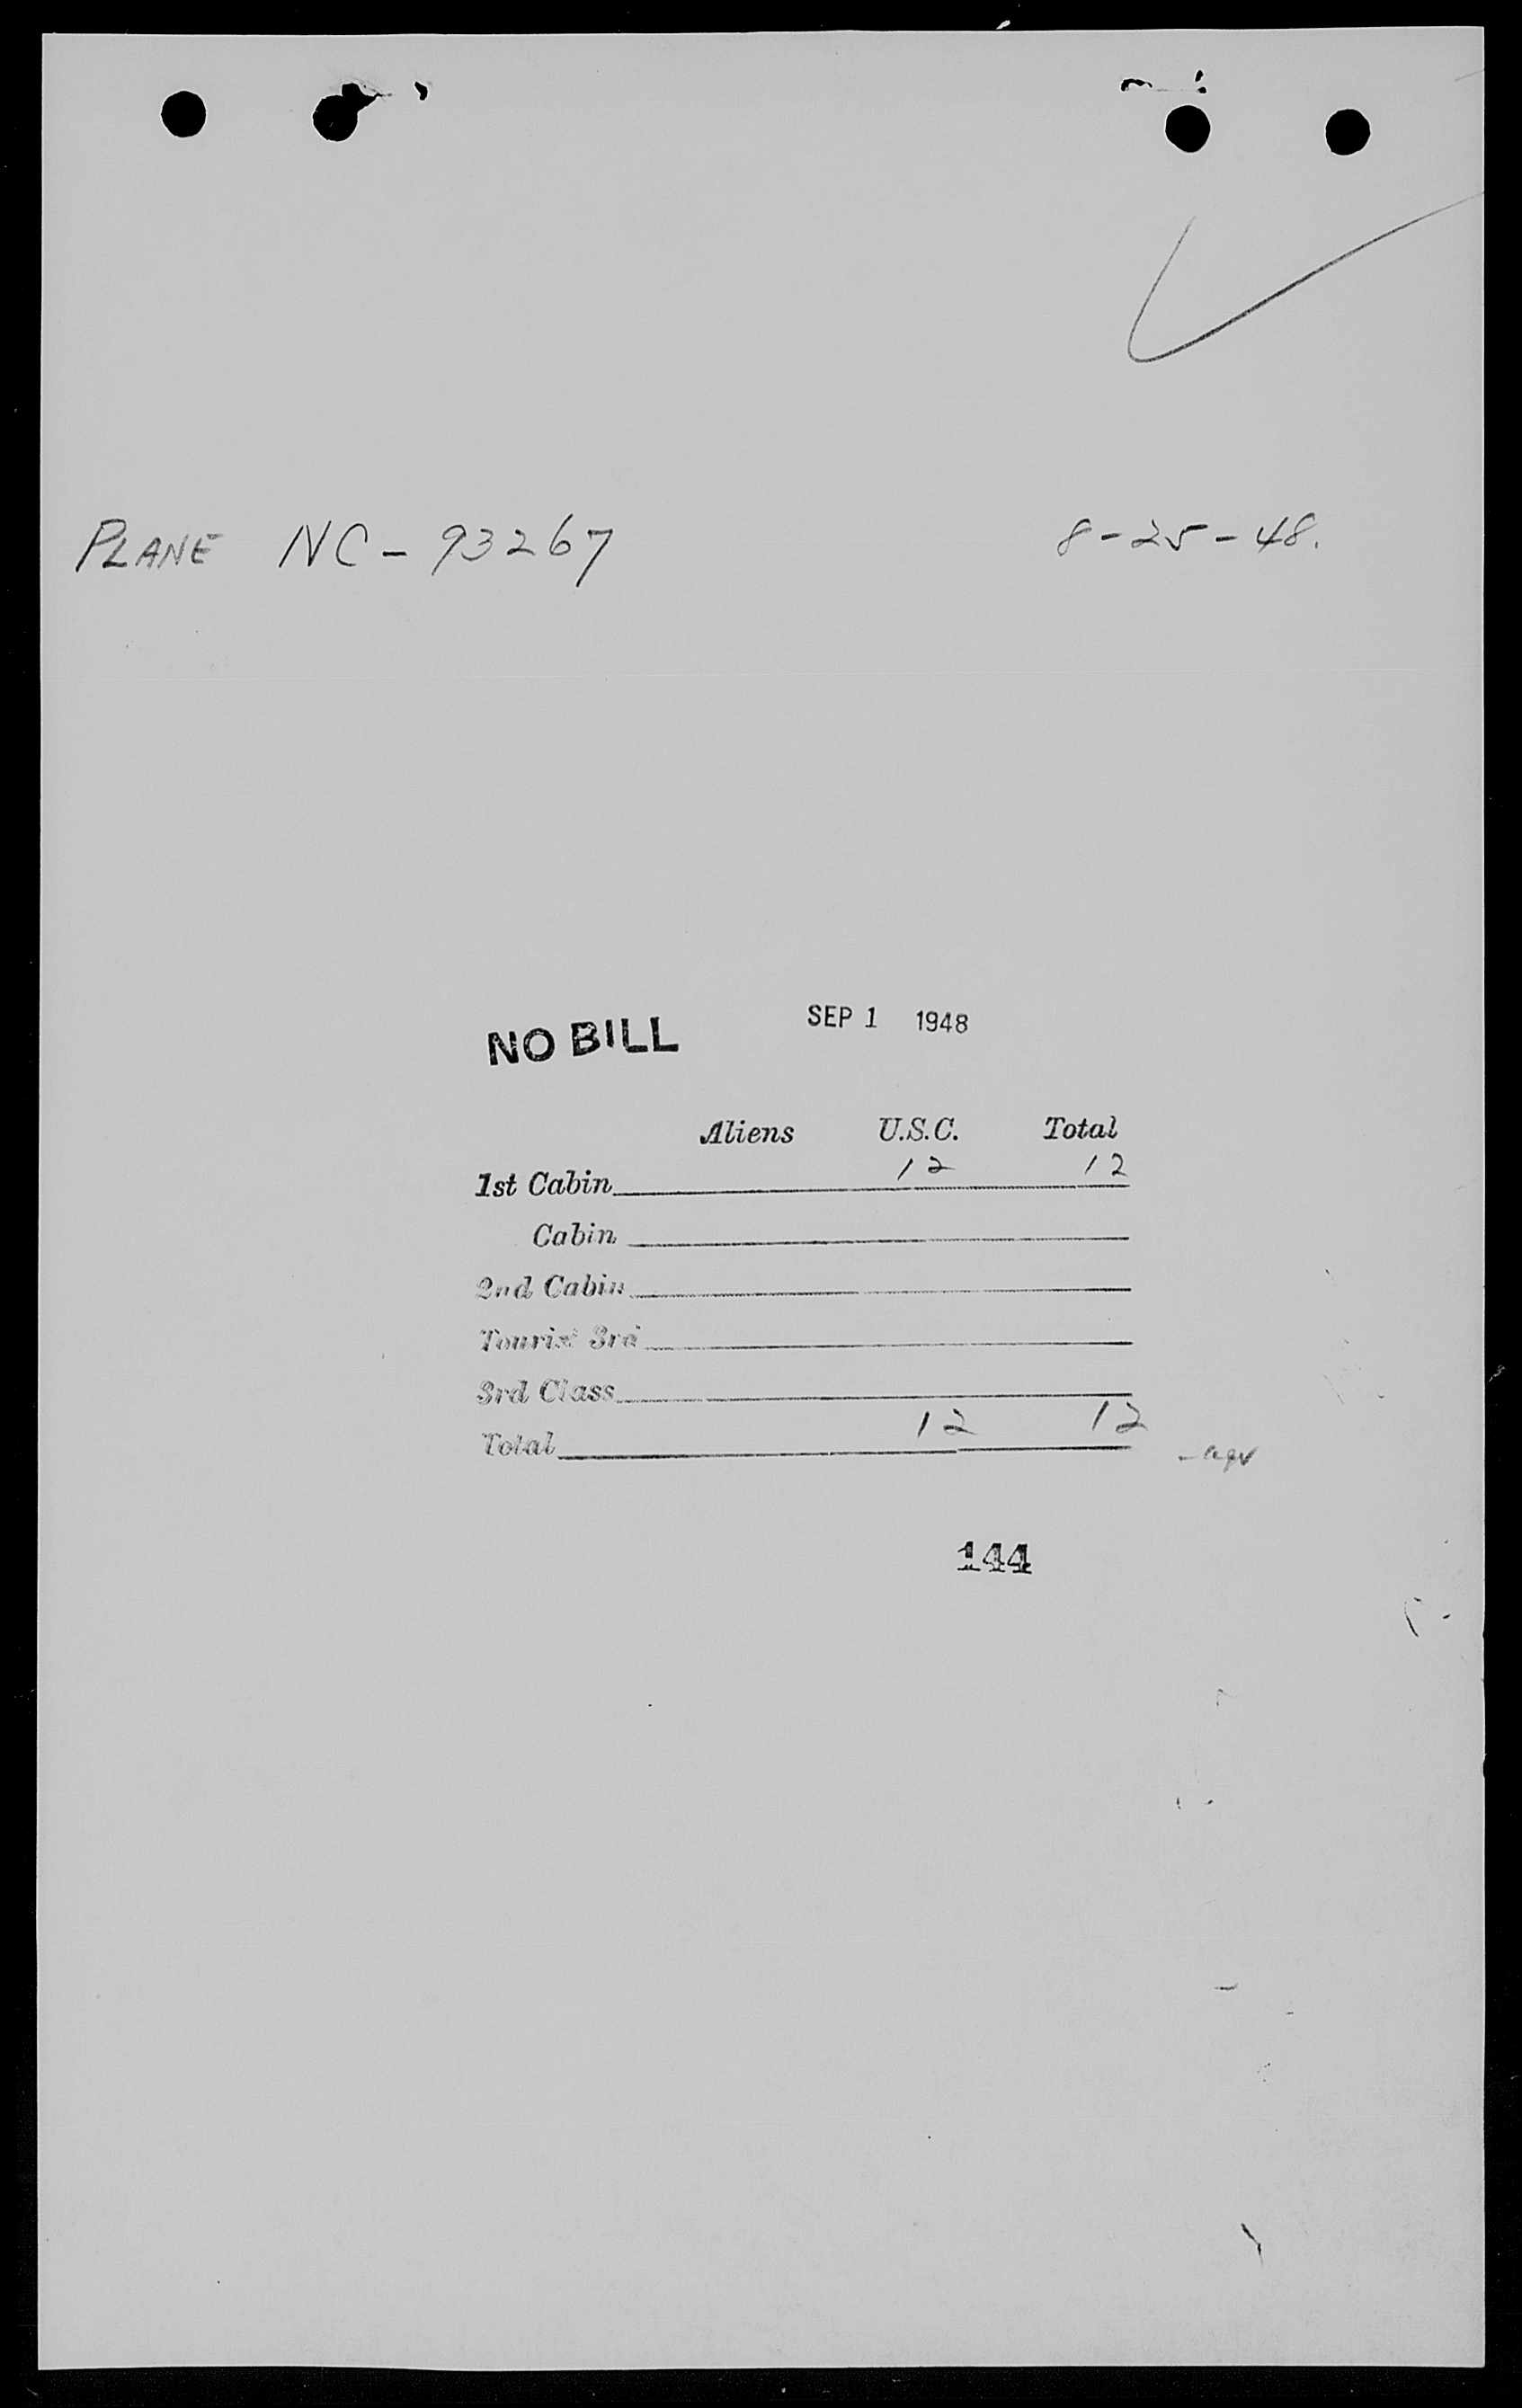 PLANE NC-93267 8-25-48.
NO BILL SEP 1 1948
Aliens U.S.C. Total
1st Cabin 12 12
Cabin
2nd Cabin
Tourist 3rd
3rd Class
Total 12 12
144